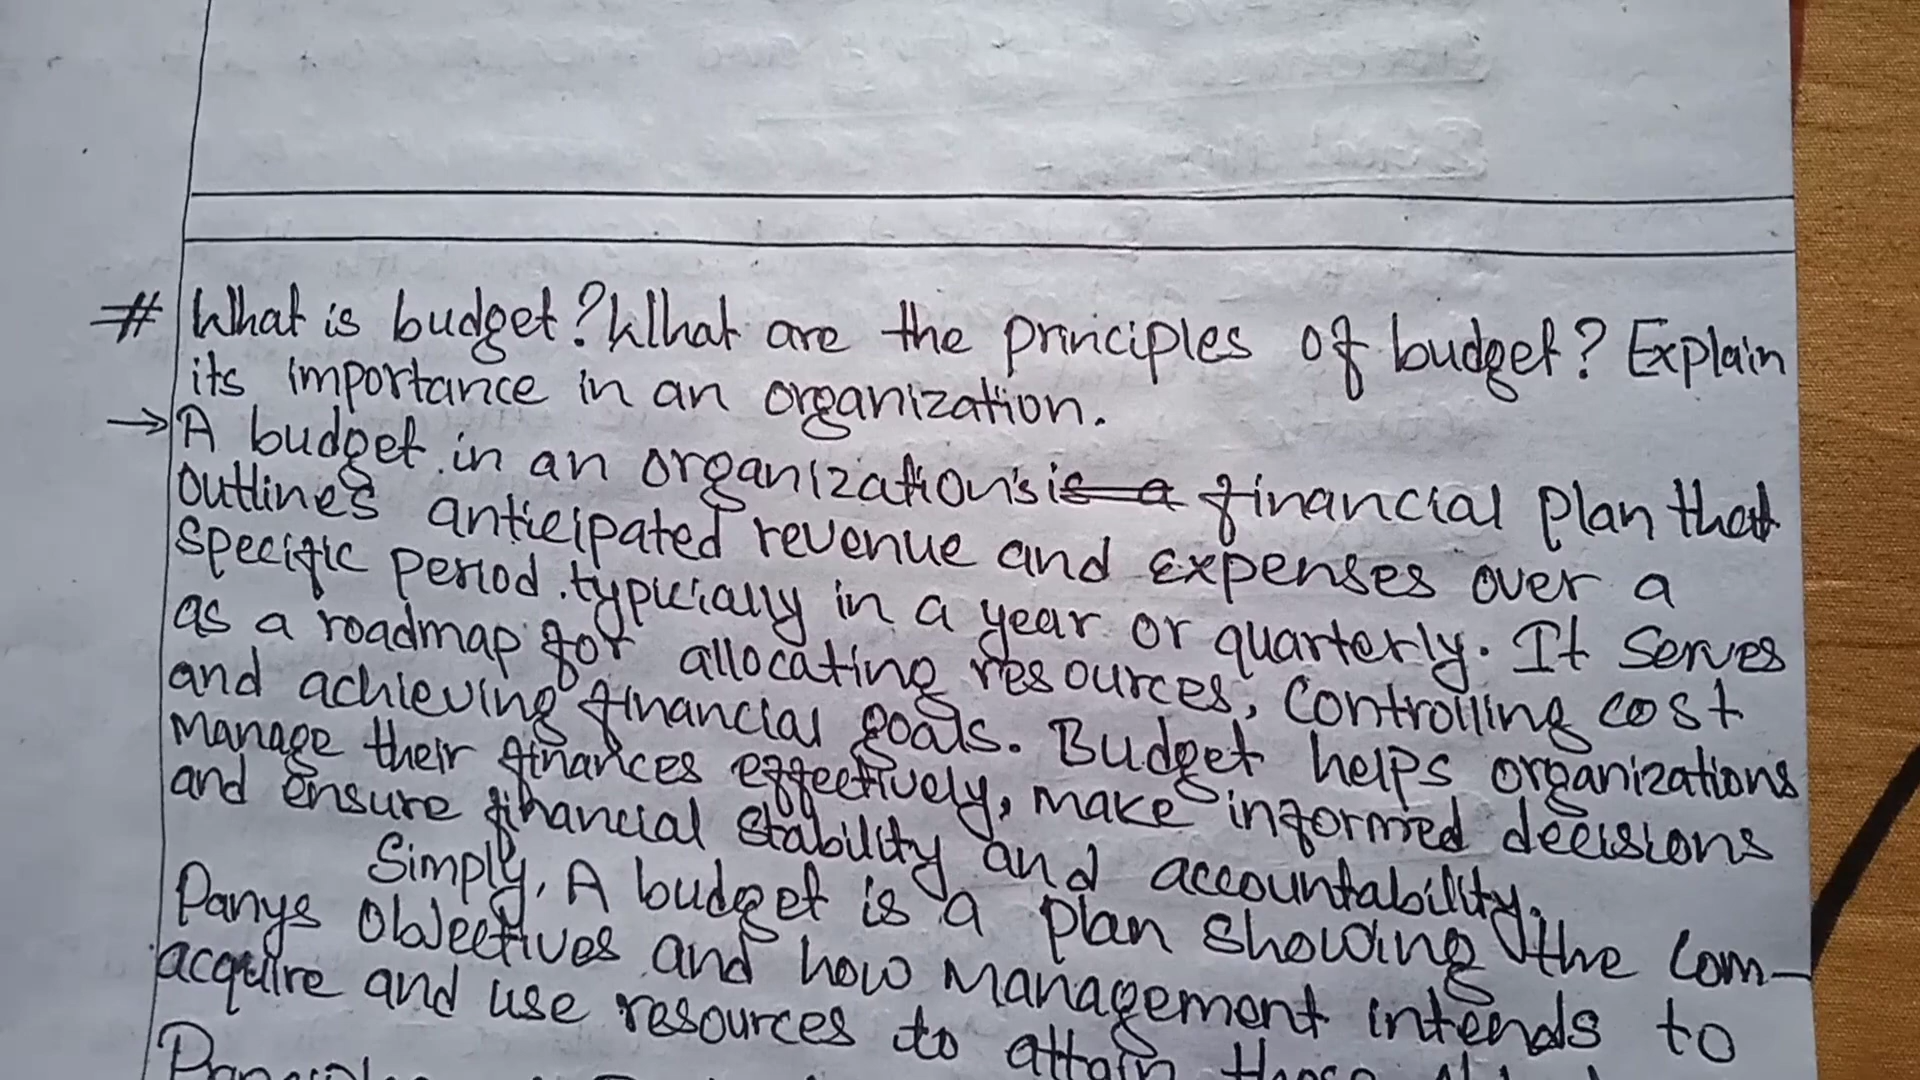 # What is budget? What are the principles of budget? Explain
its importance in an organization.
→ A budget in an organization's is a financial plan that
outlines anticipated revenue and expenses over a
specific period. typicially in a year or quarterly. It serves
as a roadmap for allocating resources, controlling cost
and achieving financial goals. Budget helps organizations
manage their finances effectively, make informed decisions
and ensure financial stability and accountability.
Simply, A budget is a plan showing the com-
panys objectives and how management intends to
acquire and use resources to attain those